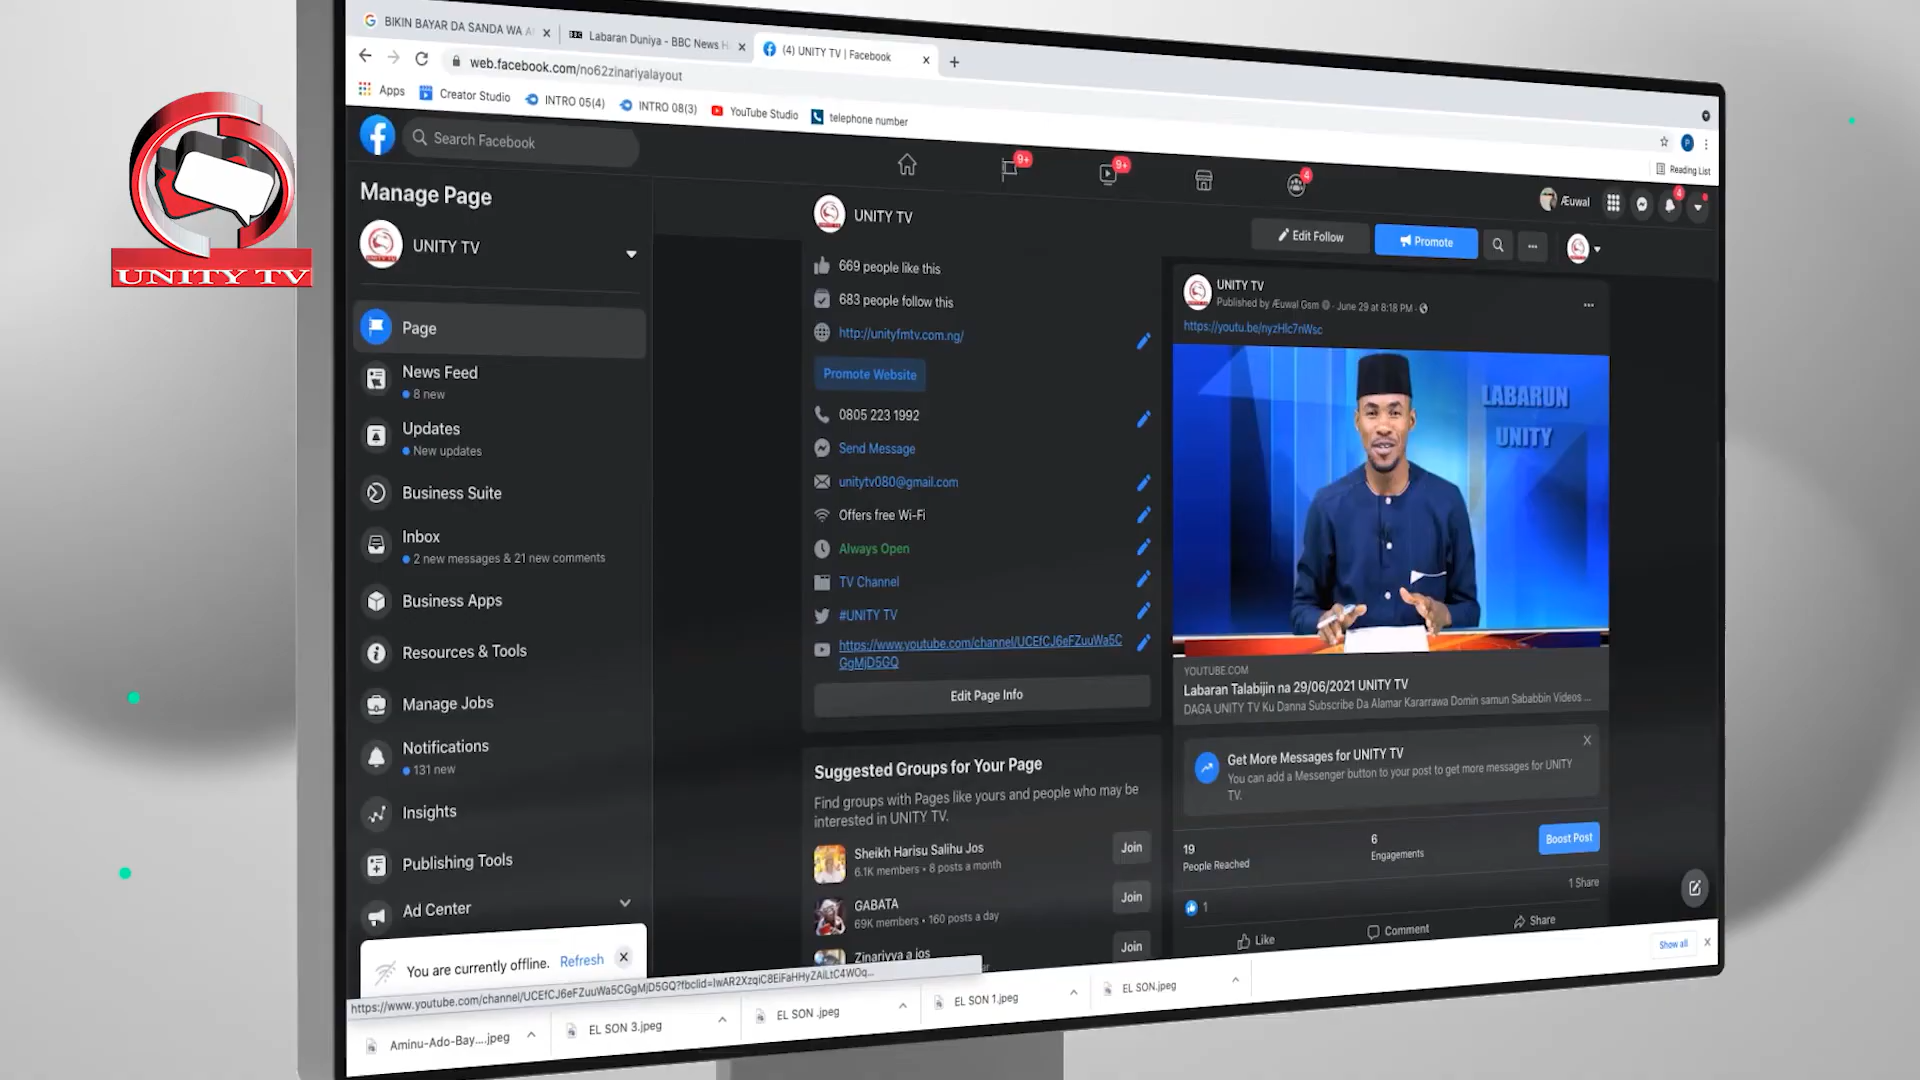 BIKIN BAYAR DA SANDA WA
Labaran Duniya - BBC News H
(4) UNITY TV | Facebook
web.facebook.com/no62zinariyalayout
Apps
Creator Studio
INTRO 05(4)
INTRO 08(3)
YouTube Studio
telephone number
Reading List
Search Facebook
9+
9+
4
Æuwal
4
UNITY TV
Manage Page
UNITY TV
Page
News Feed
8 new
Updates
New updates
Business Suite
Inbox
2 new messages & 21 new comments
Business Apps
Resources & Tools
Manage Jobs
Notifications
131 new
Insights
Publishing Tools
Ad Center
You are currently offline. Refresh
UNITY TV
Edit Follow
Promote
669 people like this
683 people follow this
http://unityfmtv.com.ng/
Promote Website
0805 223 1992
Send Message
unitytv080@gmail.com
Offers free Wi-Fi
Always Open
TV Channel
#UNITY TV
https://www.youtube.com/channel/UCEfCJ6eFZuuWa5C
GgMjD5GQ
Edit Page Info
Suggested Groups for Your Page
Find groups with Pages like yours and people who may be
interested in UNITY TV.
Sheikh Harisu Salihu Jos
6.1K members • 8 posts a month
Join
GABATA
69K members • 160 posts a day
Join
Zinariyya a jos
Join
UNITY TV
Published by Æuwal Gsm · June 29 at 8:18 PM ·
https://youtu.be/nyzHlc7nWsc
LABARUN
UNITY
YOUTUBE.COM
Labaran Talabijin na 29/06/2021 UNITY TV
DAGA UNITY TV Ku Danna Subscribe Da Alamar Kararrawa Domin samun Sababbin Videos ...
Get More Messages for UNITY TV
You can add a Messenger button to your post to get more messages for UNITY
TV.
19
People Reached
6
Engagements
Boost Post
1
1 Share
Like
Comment
Share
https://www.youtube.com/channel/UCEfCJ6eFZuuWa5CGgMjD5GQ?fbclid=IwAR2XzqiC8EiFaHHyZAiLtC4WOq...
Show all
Aminu-Ado-Bay....jpeg
EL SON 3.jpeg
EL SON .jpeg
EL SON 1.jpeg
EL SON.jpeg